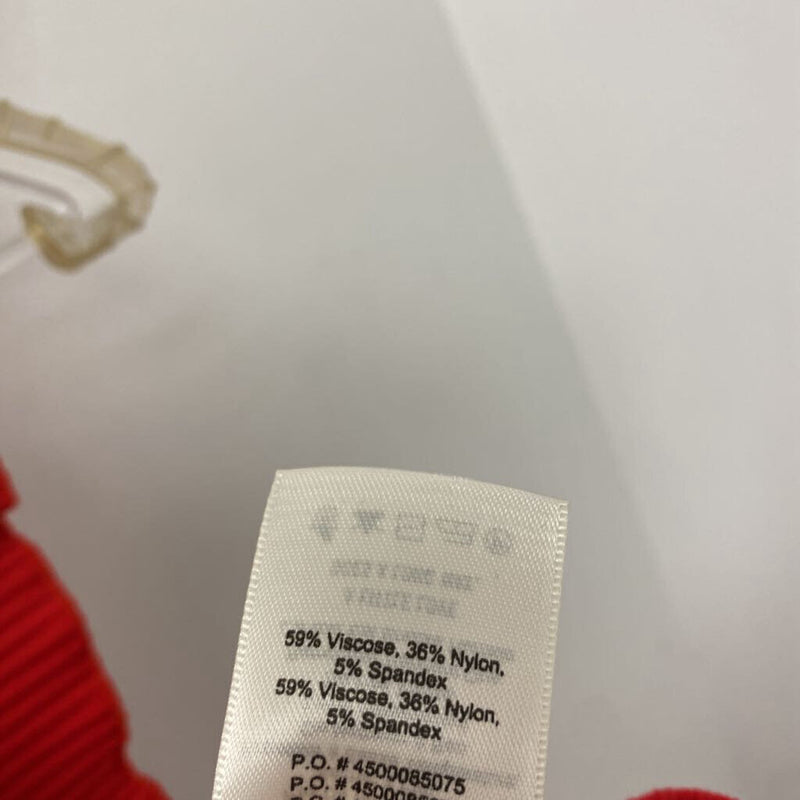 59% Viscose, 36% Nylon,
5% Spandex
59% Viscose, 36% Nylon,
5% Spandex
P.O. # 4500085075
P.O. #